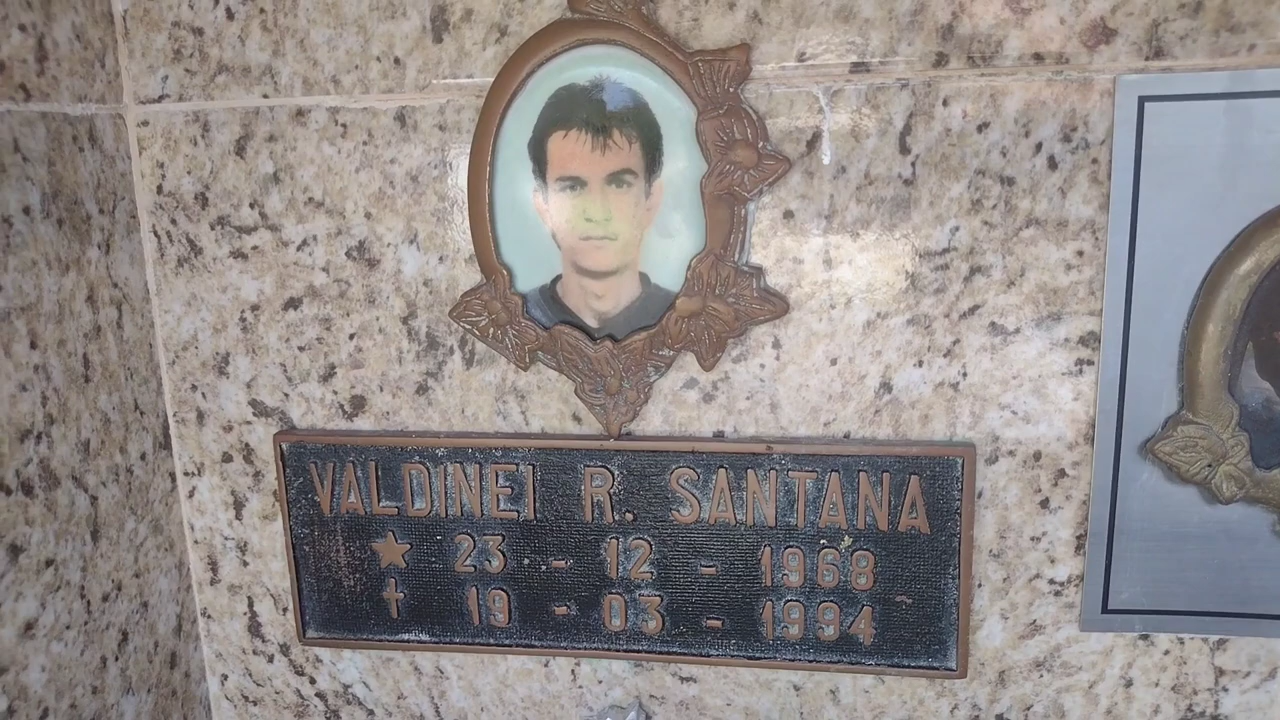 VALDINEI R. SANTANA
★ 23 - 12 - 1968
✝ 19 - 03 - 1994